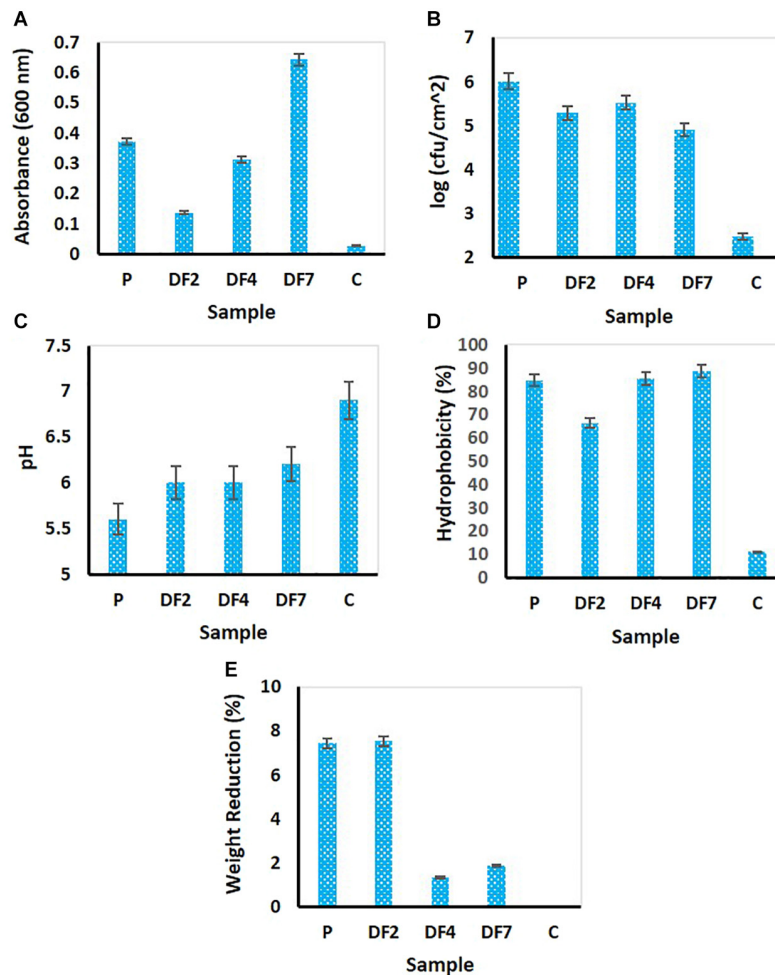 A
B
Absorbance (600 nm)
0.7
0.6
0.5
0.4
0.3
0.2
0.1
0
P DF2 DF4 DF7 C
Sample
log (cfu/cm^2)
7
6
5
4
3
2
P DF2 DF4 DF7 C
Sample
C
D
pH
7.5
7
6.5
6
5.5
5
P DF2 DF4 DF7 C
Sample
Hydrophobicity (%)
100
90
80
70
60
50
40
30
20
10
0
P DF2 DF4 DF7 C
Sample
E
Weight Reduction (%)
10
8
6
4
2
0
P DF2 DF4 DF7 C
Sample